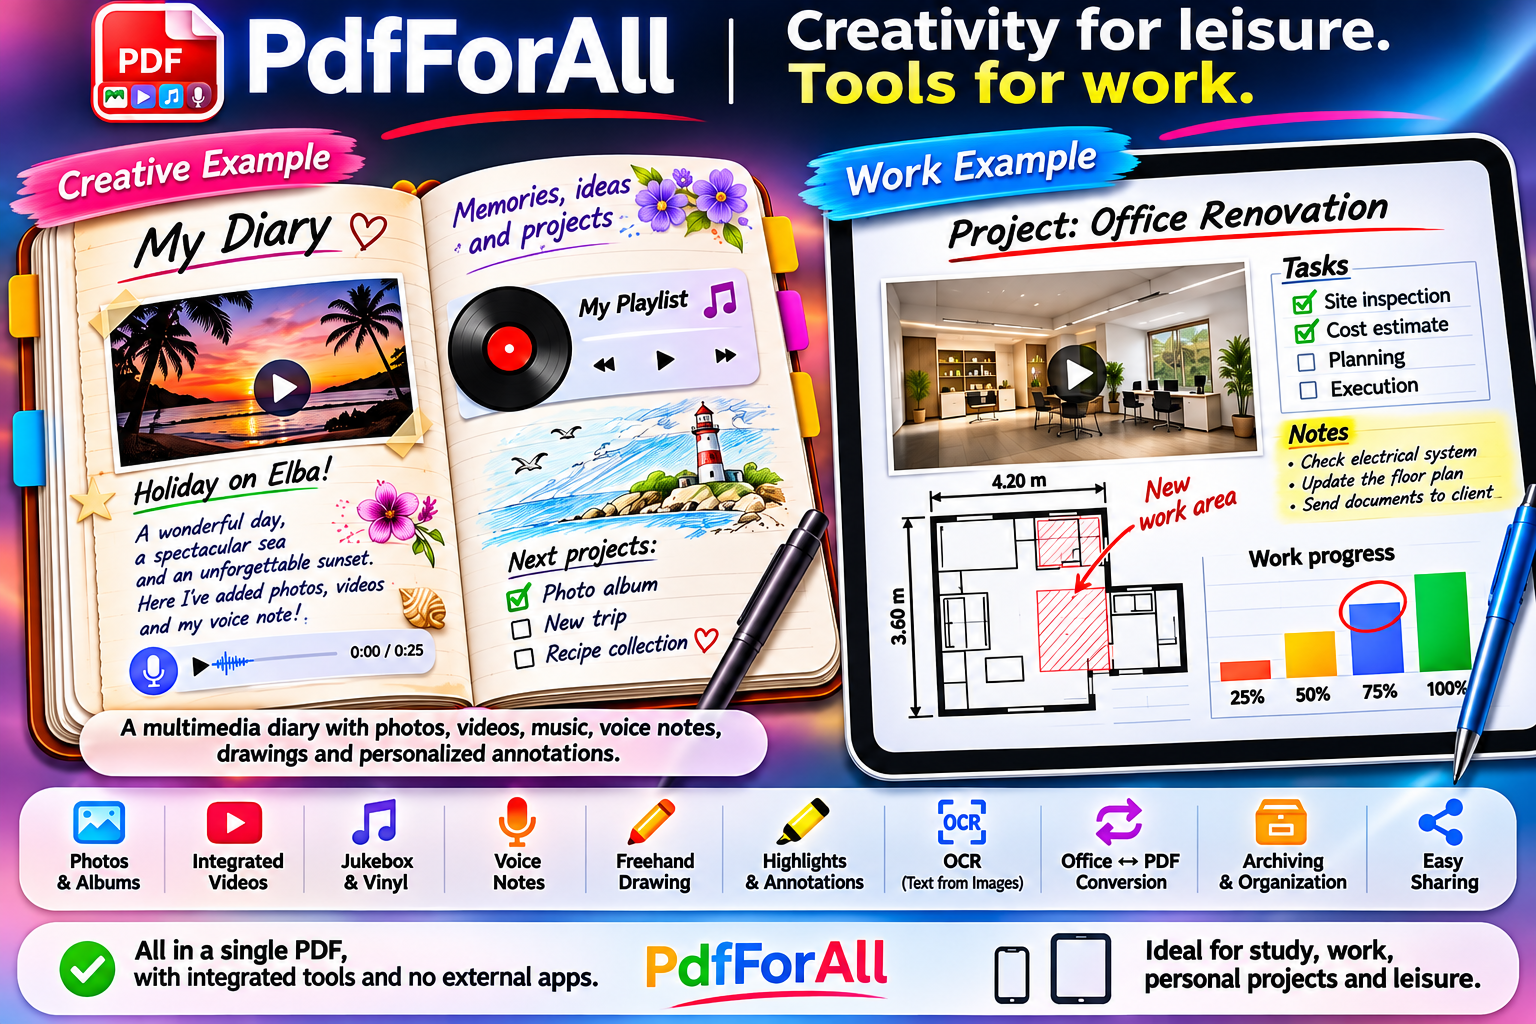 PDF
PdfForAll
Creativity for leisure.
Tools for work.
Creative Example
My Diary
Holiday on Elba!
A wonderful day,
a spectacular sea
and an unforgettable sunset.
Here I've added photos, videos
and my voice note!
0:00 / 0:25
Memories, ideas
and projects
My Playlist
Next projects:
Photo album
New trip
Recipe collection
A multimedia diary with photos, videos, music, voice notes,
drawings and personalized annotations.
Work Example
Project: Office Renovation
Tasks
Site inspection
Cost estimate
Planning
Execution
Notes
• Check electrical system
• Update the floor plan
• Send documents to client
4.20 m
3.60 m
New
work area
Work progress
25% 50% 75% 100%
Photos
& Albums
Integrated
Videos
Jukebox
& Vinyl
Voice
Notes
Freehand
Drawing
Highlights
& Annotations
OCR
OCR
(Text from Images)
Office ↔ PDF
Conversion
Archiving
& Organization
Easy
Sharing
All in a single PDF,
with integrated tools and no external apps.
PdfForAll
Ideal for study, work,
personal projects and leisure.